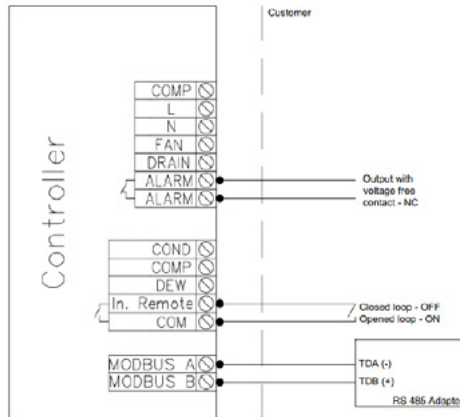 Customer
Controller
COMP
L
N
FAN
DRAIN
ALARM
ALARM
Output with
voltage free
contact - NC
COND
COMP
DEW
In. Remote
COM
Closed loop - OFF
Opened loop - ON
MODBUS A
MODBUS B
TDA (-)
TDB (+)
RS 485 Adapto